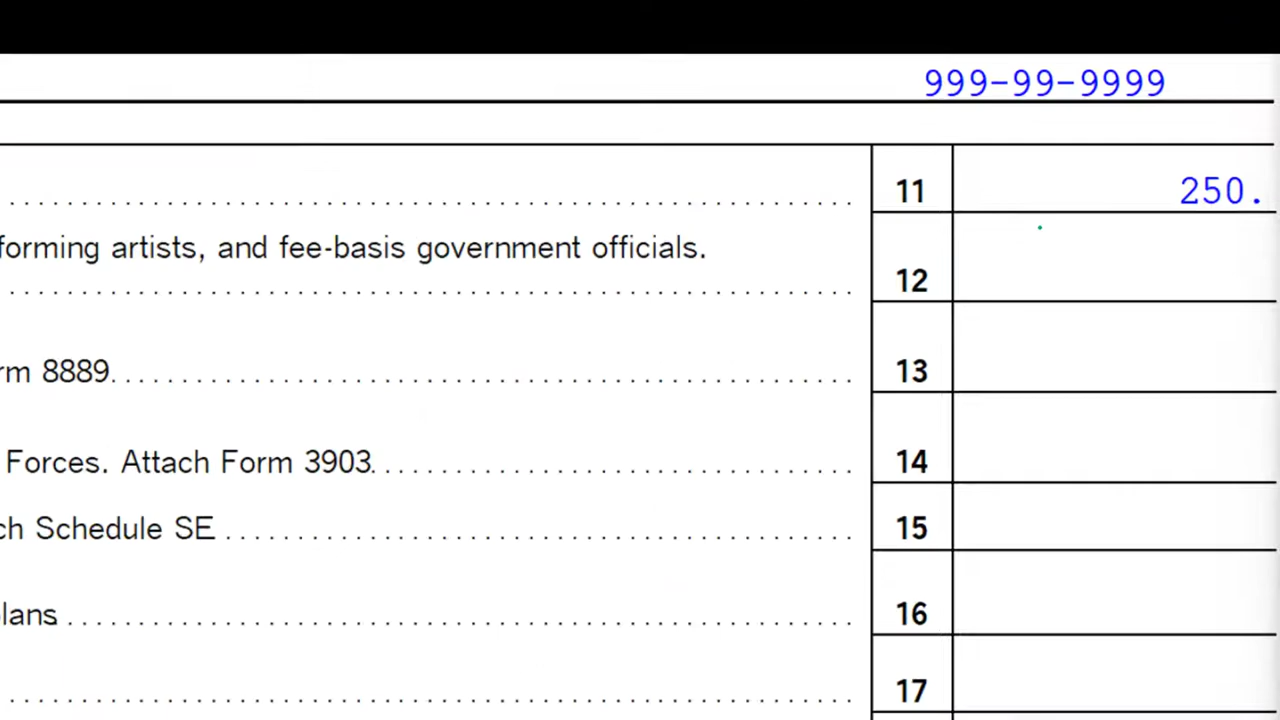 999-99-9999
11 250.
forming artists, and fee-basis government officials.
12
rm 8889 13
Forces. Attach Form 3903 14
ch Schedule SE 15
plans 16
17